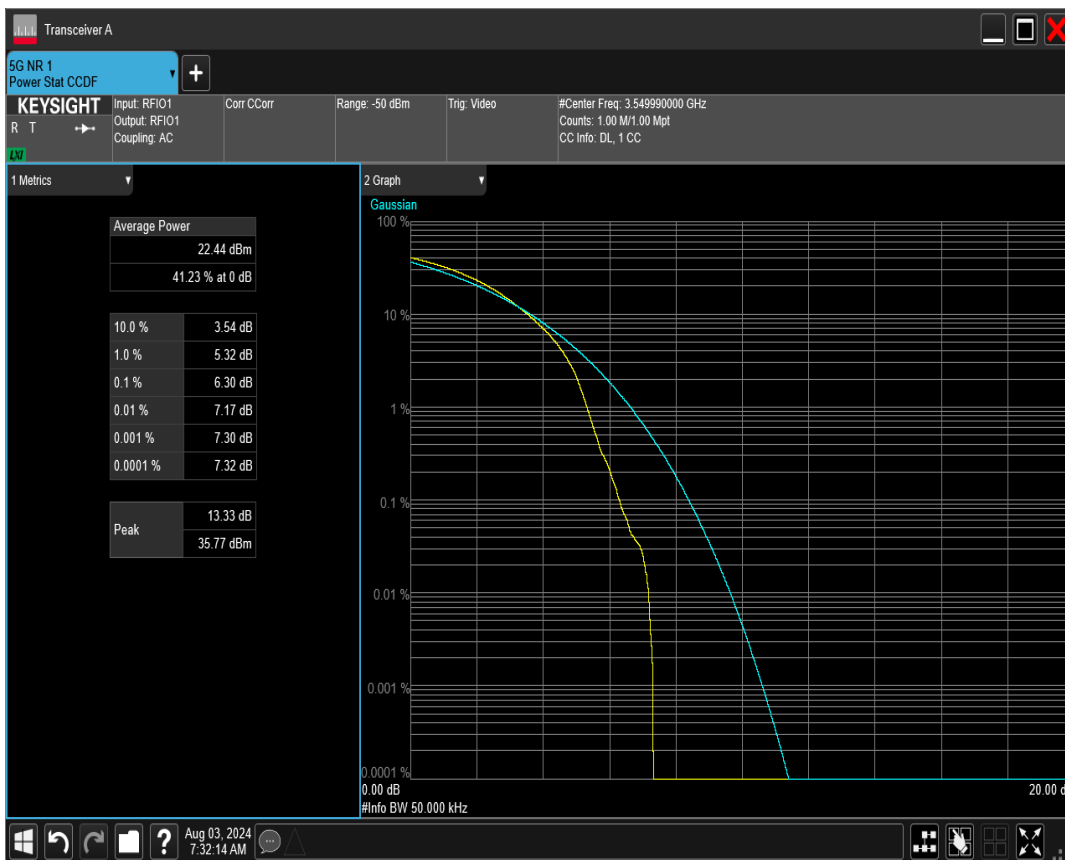 Transceiver A
5G NR 1
Power Stat CCDF
+
KEYSIGHT
R T
LXI
Input: RFIO1
Output: RFIO1
Coupling: AC
Corr CCorr
Range: -50 dBm
Trig: Video
#Center Freq: 3.549990000 GHz
Counts: 1.00 M/1.00 Mpt
CC Info: DL, 1 CC
1 Metrics
Average Power
22.44 dBm
41.23 % at 0 dB
10.0 % 3.54 dB
1.0 % 5.32 dB
0.1 % 6.30 dB
0.01 % 7.17 dB
0.001 % 7.30 dB
0.0001 % 7.32 dB
Peak
13.33 dB
35.77 dBm
2 Graph
Gaussian
100 %
10 %
1 %
0.1 %
0.01 %
0.001 %
0.0001 %
0.00 dB 20.00 d
#Info BW 50.000 kHz
?
Aug 03, 2024
7:32:14 AM